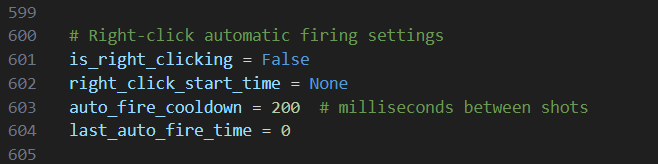 599
600 # Right-click automatic firing settings
601 is_right_clicking = False
602 right_click_start_time = None
603 auto_fire_cooldown = 200  # milliseconds between shots
604 last_auto_fire_time = 0
605